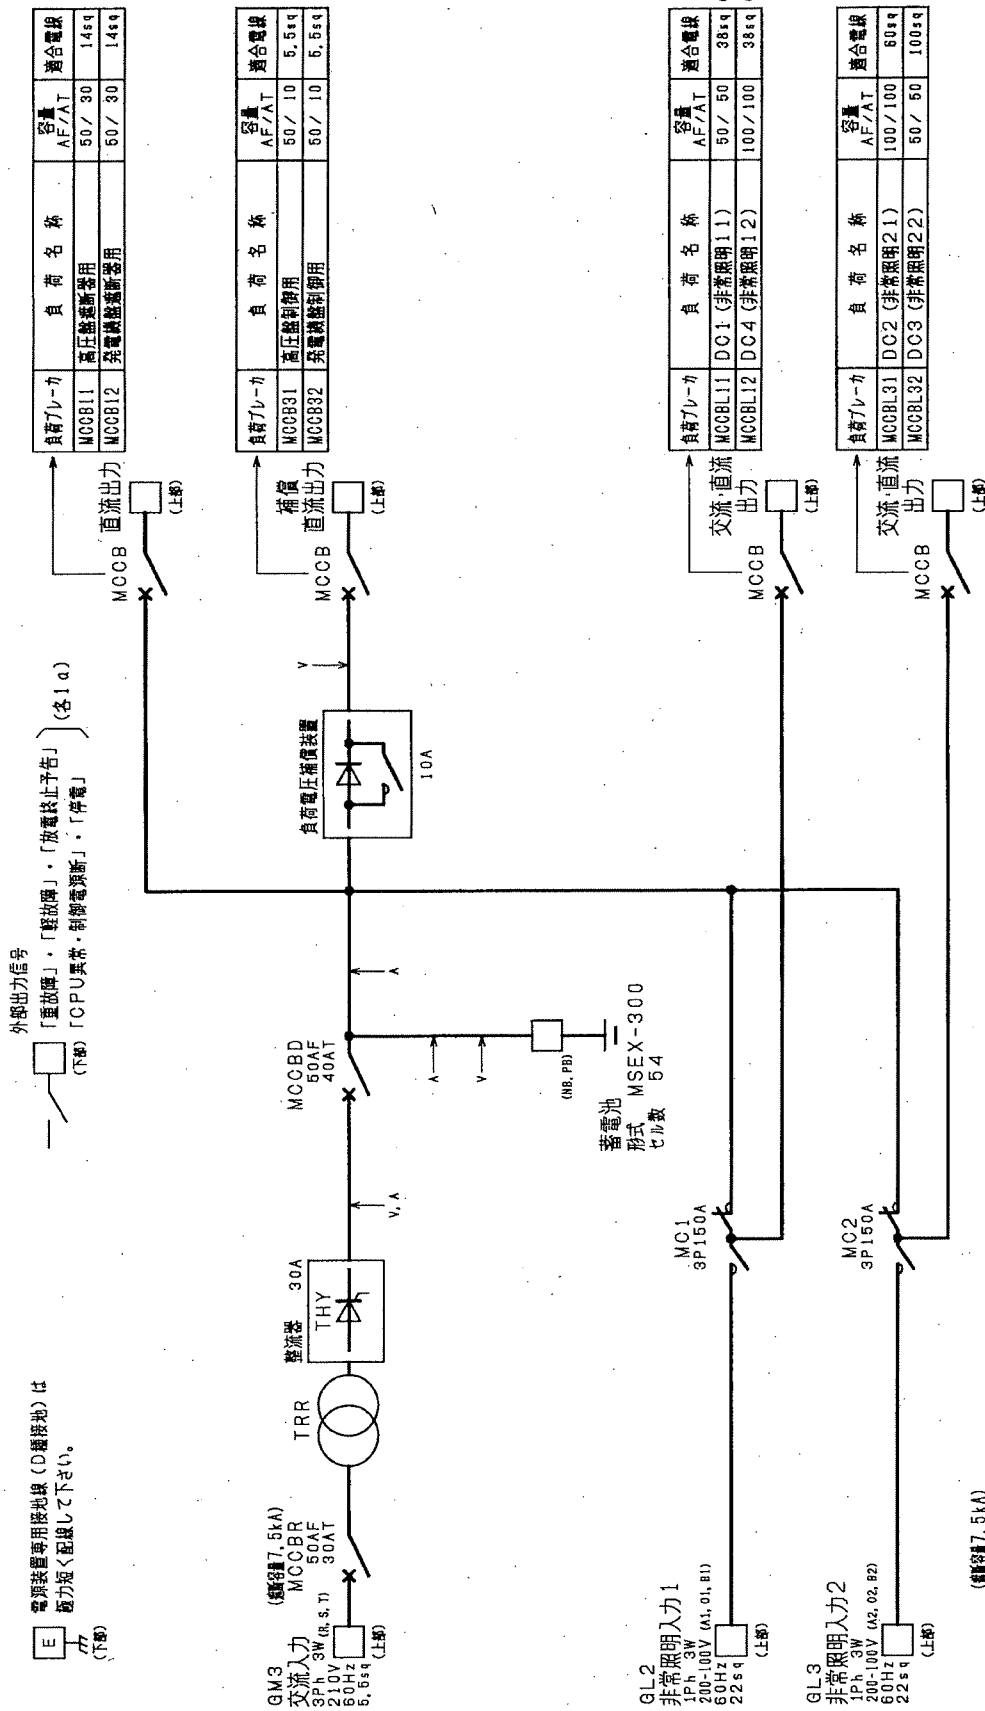 E
電源装置専用接地線(D種接地)は
極力短く配線して下さい。
(下部)
外部出力信号
「重故障」・「軽故障」・「放電終止予告」
「CPU異常・制御電源断」・「停電」
(各1a)
(下部)
GM3
交流入力
3Ph 3W (R,S,T)
210V
60Hz
5.5sq
(上部)
(遮断容量7.5kA)
MCCBR
50AF
30AT
TRR
整流器 30A
THY
V,A
MCCBD
50AF
40AT
A
V
(NB,PB)
蓄電池
形式 MSEX-300
セル数 54
A
負荷電圧補償装置
10A
V
MCCB
直流出力
(上部)
負荷ブレーカ 負荷名称 容量 AF/AT 適合電線
MCCB11 高圧盤遮断器用 50/ 30 14sq
MCCB12 発電機盤遮断器用 50/ 30 14sq
MCCB
補償
直流出力
(上部)
負荷ブレーカ 負荷名称 容量 AF/AT 適合電線
MCCB31 高圧盤制御用 50/ 10 5.5sq
MCCB32 発電機盤制御用 50/ 10 5.5sq
GL2
非常照明入力1
1Ph 3W
200-100V (A1,O1,B1)
60Hz
22sq
(上部)
MC1
3P150A
MCCB
交流・直流
出力
(上部)
負荷ブレーカ 負荷名称 容量 AF/AT 適合電線
MCCBL11 DC1(非常照明11) 50/ 50 38sq
MCCBL12 DC4(非常照明12) 100/100 38sq
GL3
非常照明入力2
1Ph 3W
200-100V (A2,O2,B2)
60Hz
22sq
(上部)
MC2
3P150A
MCCB
交流・直流
出力
(上部)
負荷ブレーカ 負荷名称 容量 AF/AT 適合電線
MCCBL31 DC2(非常照明21) 100/100 60sq
MCCBL32 DC3(非常照明22) 50/ 50 100sq
(遮断容量7.5kA)